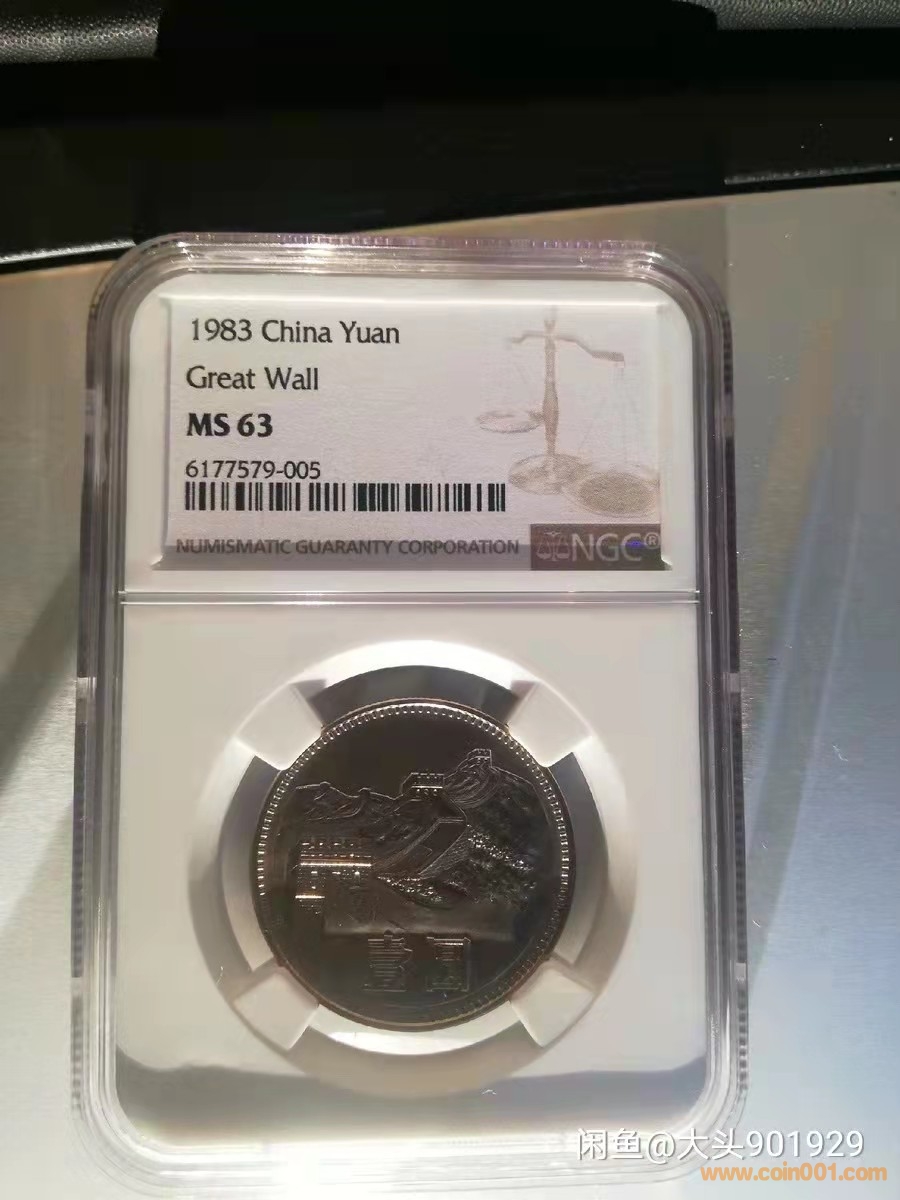 1983 China Yuan
Great Wall
MS 63
6177579-005
NUMISMATIC GUARANTY CORPORATION NGC®
壹圆
闲鱼@大头901929
www.coin001.com